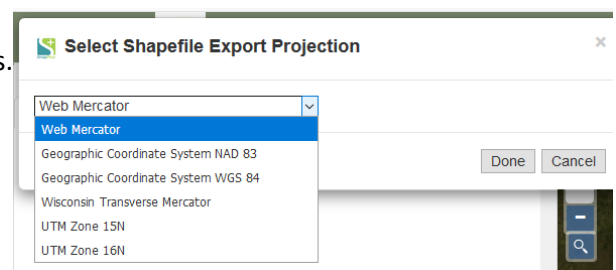 s.
Select Shapefile Export Projection
×
Web Mercator
Web Mercator
Geographic Coordinate System NAD 83
Geographic Coordinate System WGS 84
Wisconsin Transverse Mercator
UTM Zone 15N
UTM Zone 16N
Done Cancel